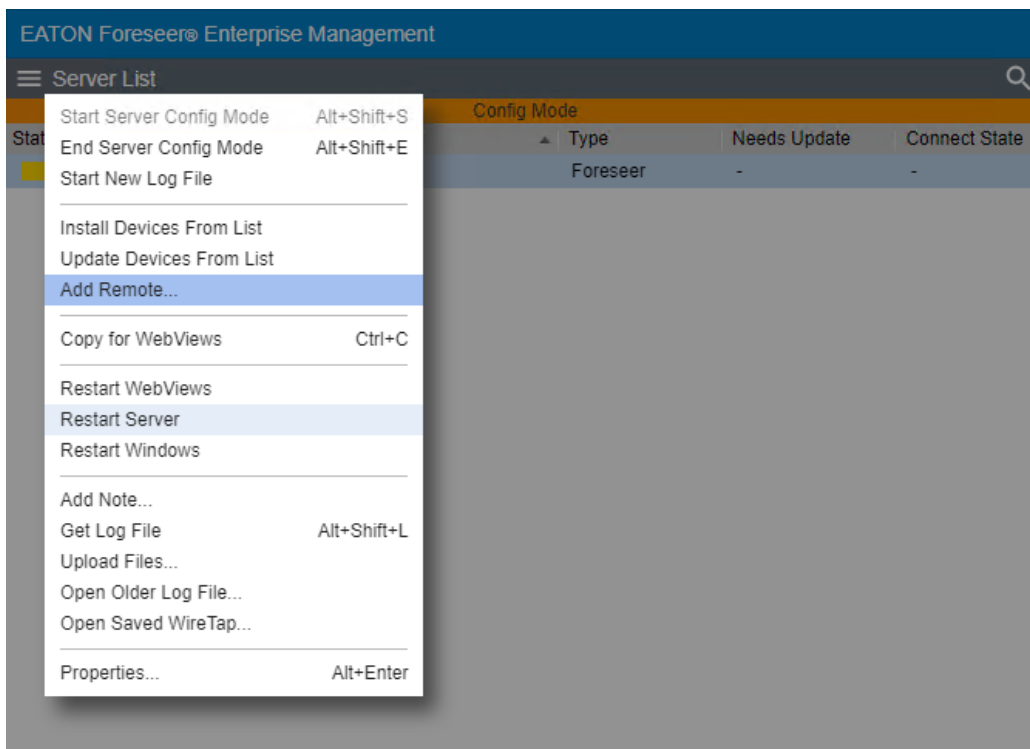 EATON Foreseer® Enterprise Management
Server List
Config Mode
Stat Type Needs Update Connect State
Foreseer - -
Start Server Config Mode Alt+Shift+S
End Server Config Mode Alt+Shift+E
Start New Log File
Install Devices From List
Update Devices From List
Add Remote...
Copy for WebViews Ctrl+C
Restart WebViews
Restart Server
Restart Windows
Add Note...
Get Log File Alt+Shift+L
Upload Files...
Open Older Log File...
Open Saved WireTap...
Properties... Alt+Enter